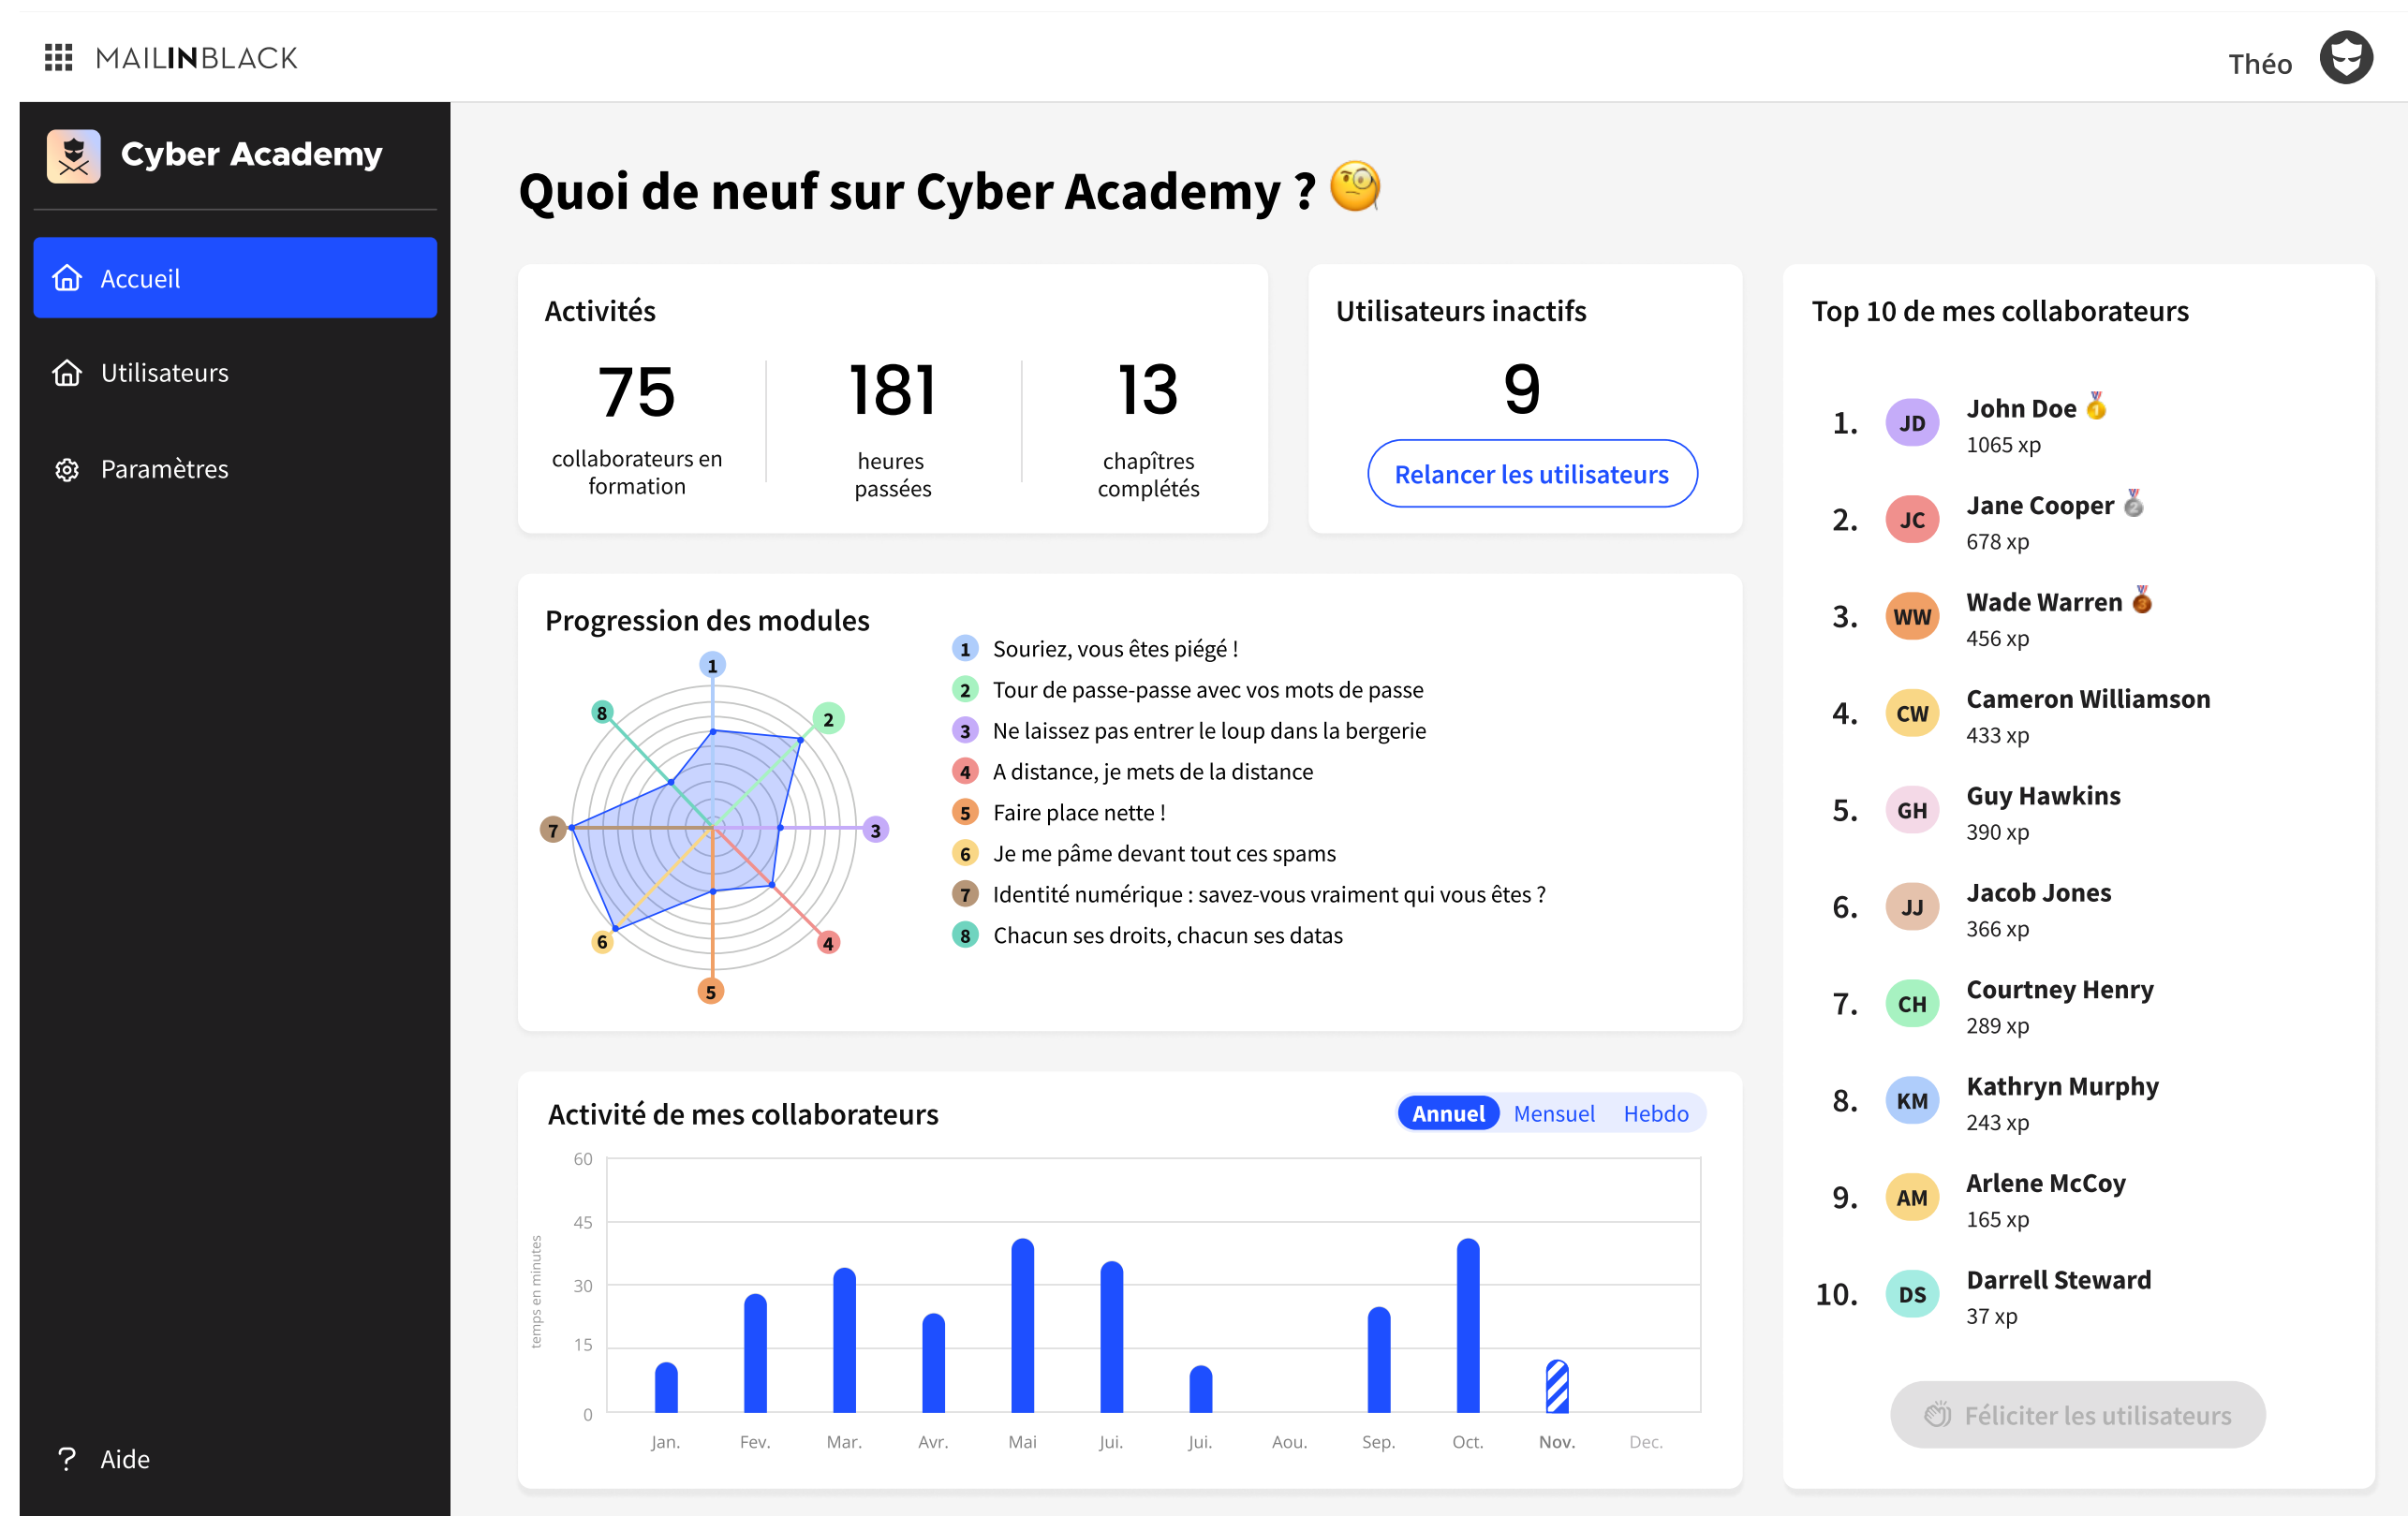 MAILINBLACK
Théo
Cyber Academy
Accueil
Utilisateurs
Paramètres
Aide
Quoi de neuf sur Cyber Academy ?
Activités
75
collaborateurs en
formation
181
heures
passées
13
chapîtres
complétés
Utilisateurs inactifs
9
Relancer les utilisateurs
Progression des modules
1
2
3
4
5
6
7
8
1 Souriez, vous êtes piégé !
2 Tour de passe-passe avec vos mots de passe
3 Ne laissez pas entrer le loup dans la bergerie
4 A distance, je mets de la distance
5 Faire place nette !
6 Je me pâme devant tout ces spams
7 Identité numérique : savez-vous vraiment qui vous êtes ?
8 Chacun ses droits, chacun ses datas
Activité de mes collaborateurs
Annuel Mensuel Hebdo
temps en minutes
60
45
30
15
0
Jan. Fev. Mar. Avr. Mai Jui. Jui. Aou. Sep. Oct. Nov. Dec.
Top 10 de mes collaborateurs
1. JD John Doe 1
1065 xp
2. JC Jane Cooper 2
678 xp
3. WW Wade Warren 3
456 xp
4. CW Cameron Williamson
433 xp
5. GH Guy Hawkins
390 xp
6. JJ Jacob Jones
366 xp
7. CH Courtney Henry
289 xp
8. KM Kathryn Murphy
243 xp
9. AM Arlene McCoy
165 xp
10. DS Darrell Steward
37 xp
Féliciter les utilisateurs